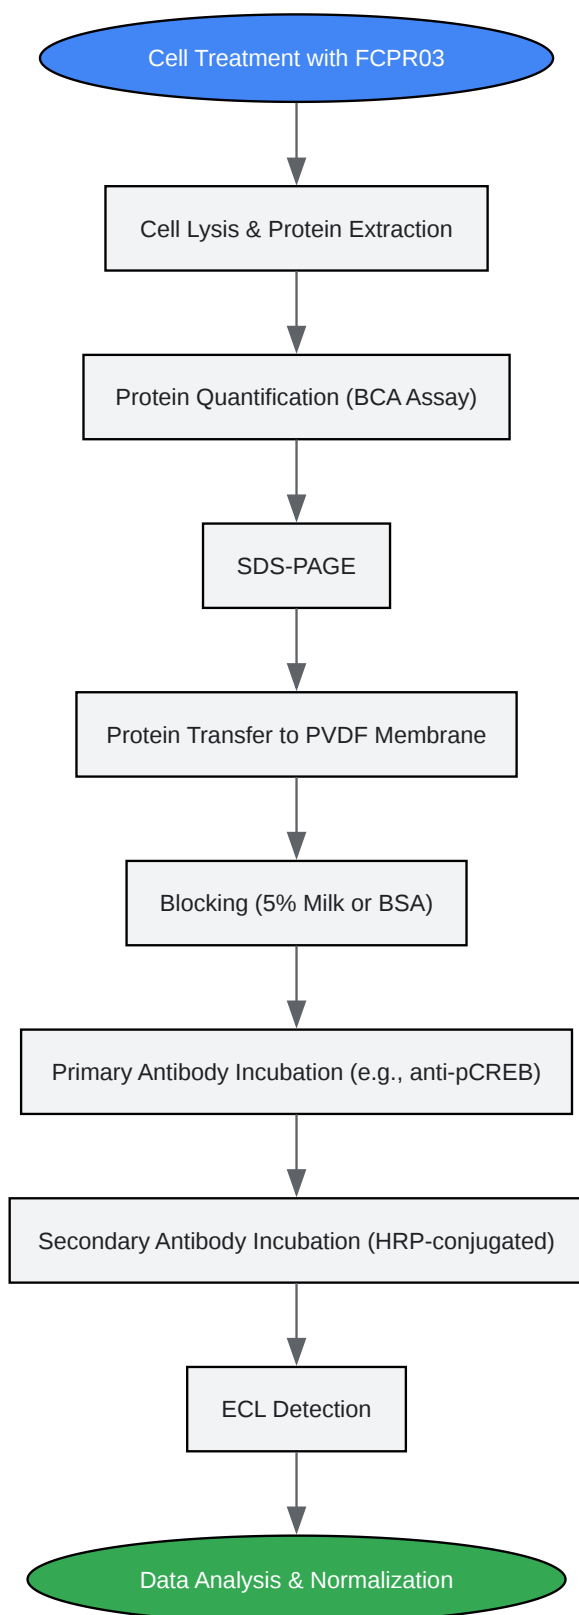 Cell Treatment with FCPR03
Cell Lysis & Protein Extraction
Protein Quantification (BCA Assay)
SDS-PAGE
Protein Transfer to PVDF Membrane
Blocking (5% Milk or BSA)
Primary Antibody Incubation (e.g., anti-pCREB)
Secondary Antibody Incubation (HRP-conjugated)
ECL Detection
Data Analysis & Normalization